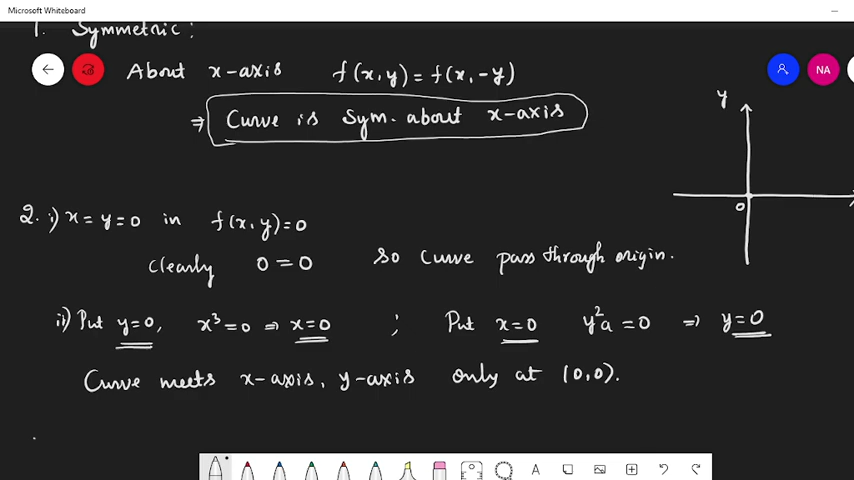 Microsoft Whiteboard
1. Symmetric:
About x-axis f(x,y)=f(x,-y)
NA
⇒ Curve is Sym. about x-axis
y
0
2. i) x=y=0 in f(x,y)=0
clearly 0=0 so curve pass through origin.
ii) Put y=0, x³=0 ⇒ x=0 ; Put x=0 y²a=0 ⇒ y=0
Curve meets x-axis, y-axis only at (0,0).
A